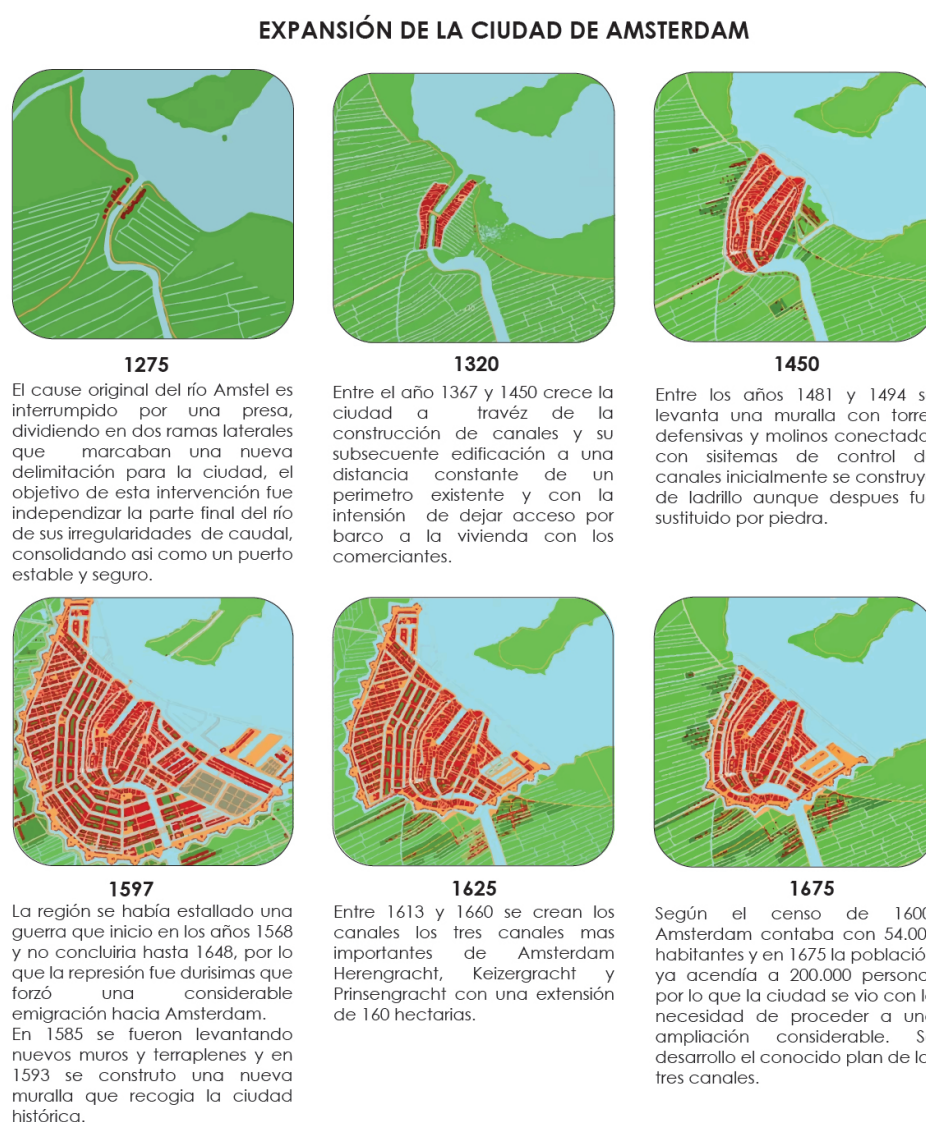 EXPANSIÓN DE LA CIUDAD DE AMSTERDAM
1275
El cause original del río Amstel es
interrumpido por una presa,
dividiendo en dos ramas laterales
que marcaban una nueva
delimitación para la ciudad, el
objetivo de esta intervención fue
independizar la parte final del río
de sus irregularidades de caudal,
consolidando asi como un puerto
estable y seguro.
1320
Entre el año 1367 y 1450 crece la
ciudad a travéz de la
construcción de canales y su
subsecuente edificación a una
distancia constante de un
perimetro existente y con la
intensión de dejar acceso por
barco a la vivienda con los
comerciantes.
1450
Entre los años 1481 y 1494 s
levanta una muralla con torre
defensivas y molinos conectado
con sisitemas de control d
canales inicialmente se construy
de ladrillo aunque despues fu
sustituido por piedra.
1597
La región se había estallado una
guerra que inicio en los años 1568
y no concluiria hasta 1648, por lo
que la represión fue durisimas que
forzó una considerable
emigración hacia Amsterdam.
En 1585 se fueron levantando
nuevos muros y terraplenes y en
1593 se construto una nueva
muralla que recogia la ciudad
histórica.
1625
Entre 1613 y 1660 se crean los
canales los tres canales mas
importantes de Amsterdam
Herengracht, Keizergracht y
Prinsengracht con una extensión
de 160 hectarias.
1675
Según el censo de 1600
Amsterdam contaba con 54.00
habitantes y en 1675 la població
ya acendía a 200.000 persona
por lo que la ciudad se vio con l
necesidad de proceder a un
ampliación considerable. S
desarrollo el conocido plan de lo
tres canales.